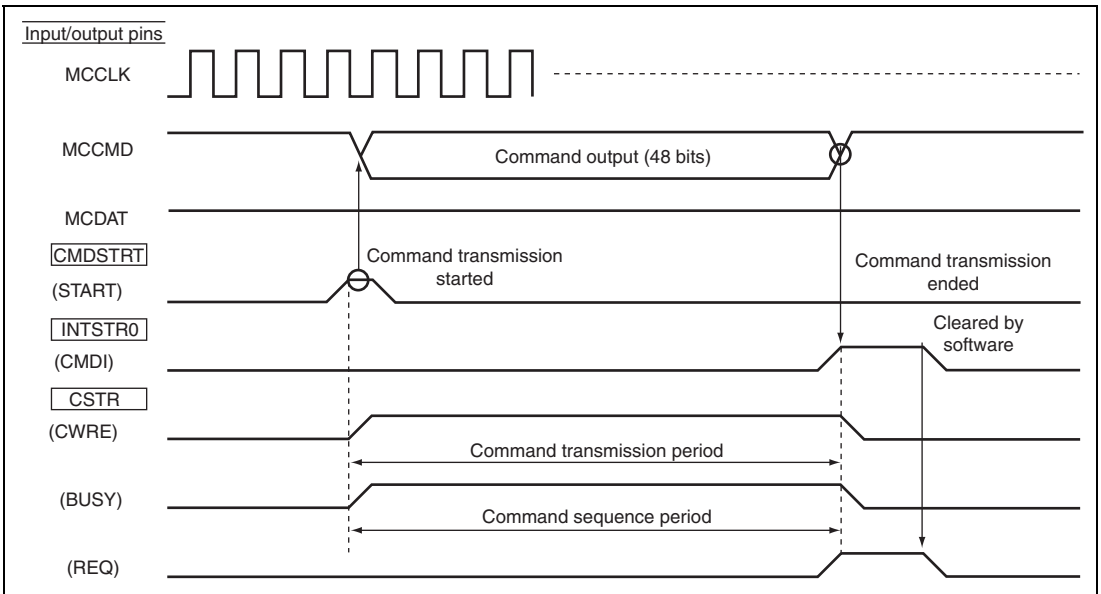 Input/output pins
MCCLK
MCCMD
Command output (48 bits)
MCDAT
CMDSTRT
(START)
Command transmission
started
Command transmission
ended
INTSTR0
(CMDI)
Cleared by
software
CSTR
(CWRE)
Command transmission period
(BUSY)
Command sequence period
(REQ)